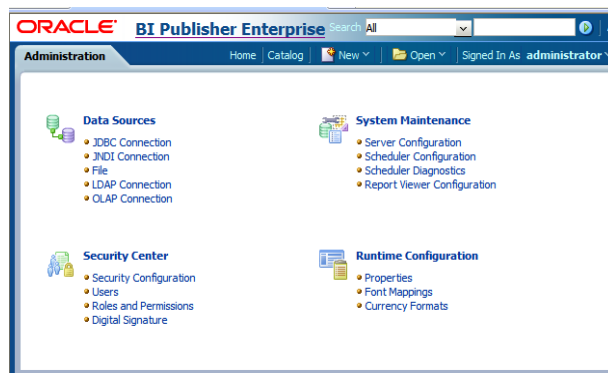 ORACLE BI Publisher Enterprise Search All
Administration Home Catalog New Open Signed In As administrator
Data Sources
JDBC Connection
JNDI Connection
File
LDAP Connection
OLAP Connection
System Maintenance
Server Configuration
Scheduler Configuration
Scheduler Diagnostics
Report Viewer Configuration
Security Center
Security Configuration
Users
Roles and Permissions
Digital Signature
Runtime Configuration
Properties
Font Mappings
Currency Formats